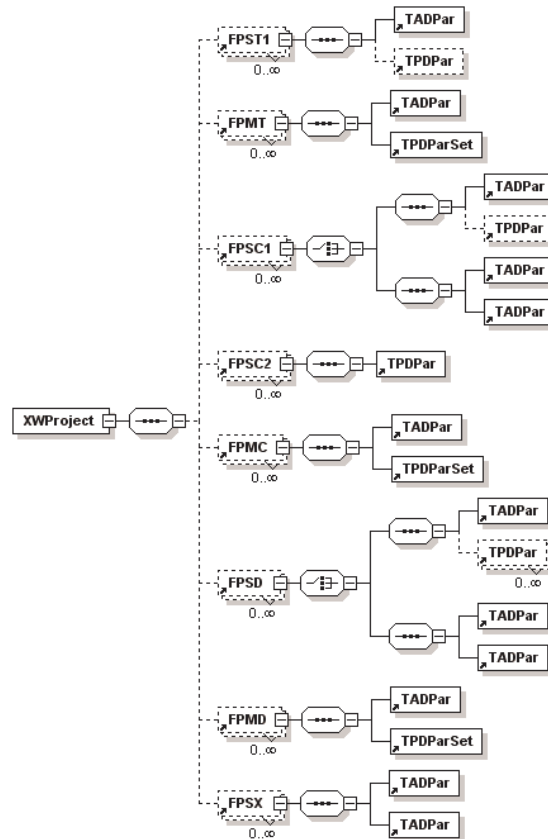 FPST1
0..∞
TADPar
TPDPar
FPMT
0..∞
TADPar
TPDParSet
FPSC1
0..∞
TADPar
TPDPar
TADPar
TADPar
FPSC2
0..∞
TPDPar
XWProject
FPMC
0..∞
TADPar
TPDParSet
FPSD
0..∞
TADPar
TPDPar
0..∞
TADPar
TADPar
FPMD
0..∞
TADPar
TPDParSet
FPSX
0..∞
TADPar
TADPar